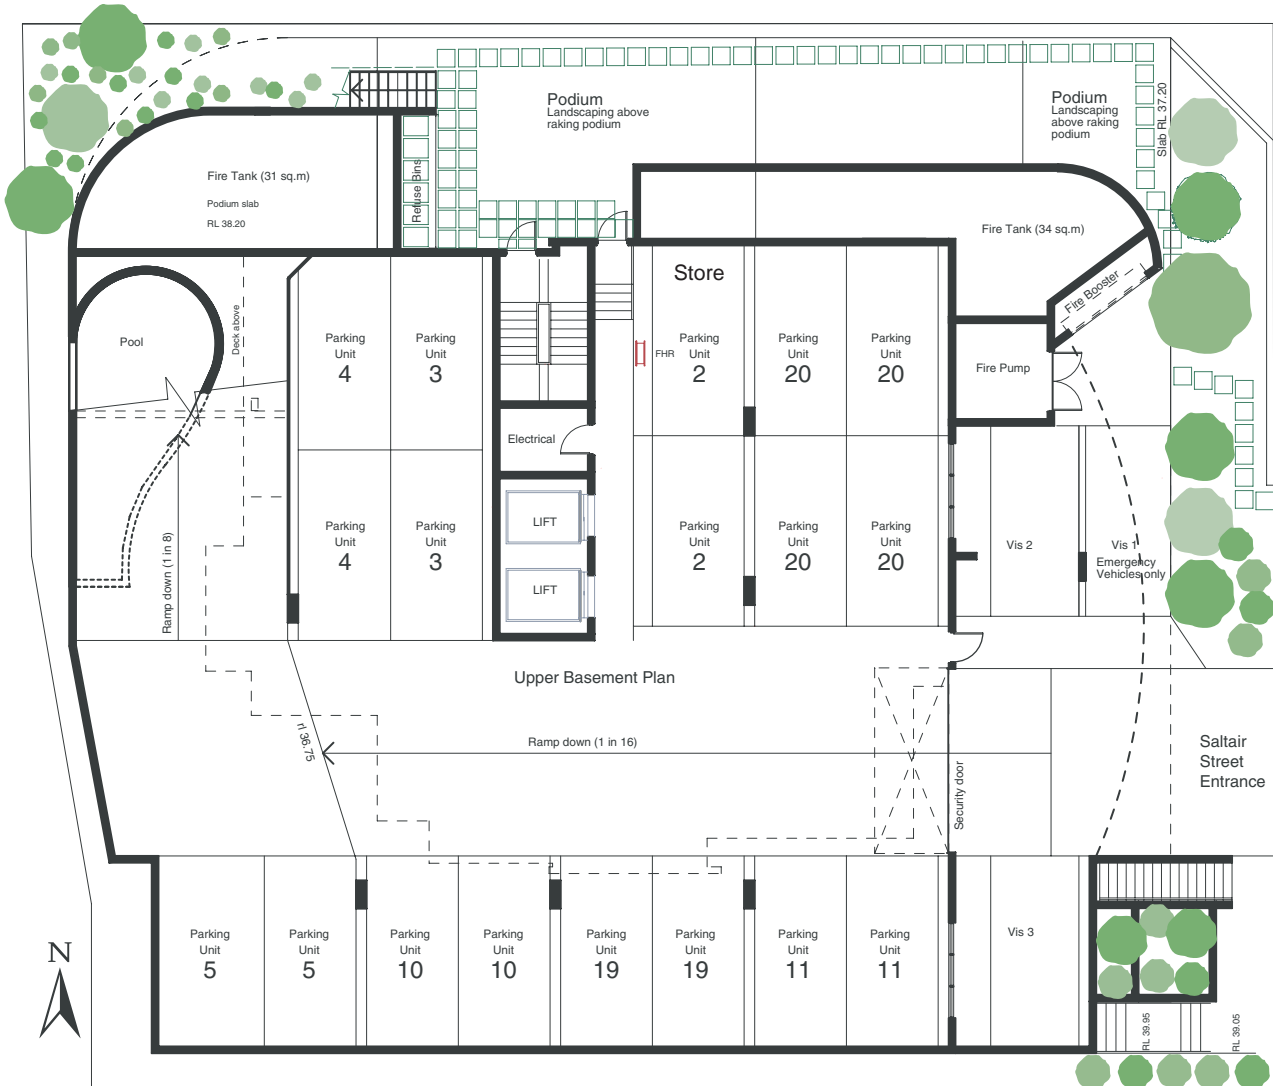 Podium
Landscaping above
raking podium
Podium
Landscaping
above raking
podium
Slab RL 37.20
Fire Tank (31 sq.m)
Podium slab
RL 38.20
Refuse Bins
Fire Tank (34 sq.m)
Fire Booster
Store
Pool
Deck above
Parking
Unit
4
Parking
Unit
3
FHR
Parking
Unit
2
Parking
Unit
20
Parking
Unit
20
Fire Pump
Electrical
LIFT
LIFT
Ramp down (1 in 8)
Parking
Unit
4
Parking
Unit
3
Parking
Unit
2
Parking
Unit
20
Parking
Unit
20
Vis 2
Vis 1
Emergency
Vehicles only
Upper Basement Plan
rl 36.75
Ramp down (1 in 16)
Security door
Saltair
Street
Entrance
Parking
Unit
5
Parking
Unit
5
Parking
Unit
10
Parking
Unit
10
Parking
Unit
19
Parking
Unit
19
Parking
Unit
11
Parking
Unit
11
Vis 3
N
RL 39.95
RL 39.05